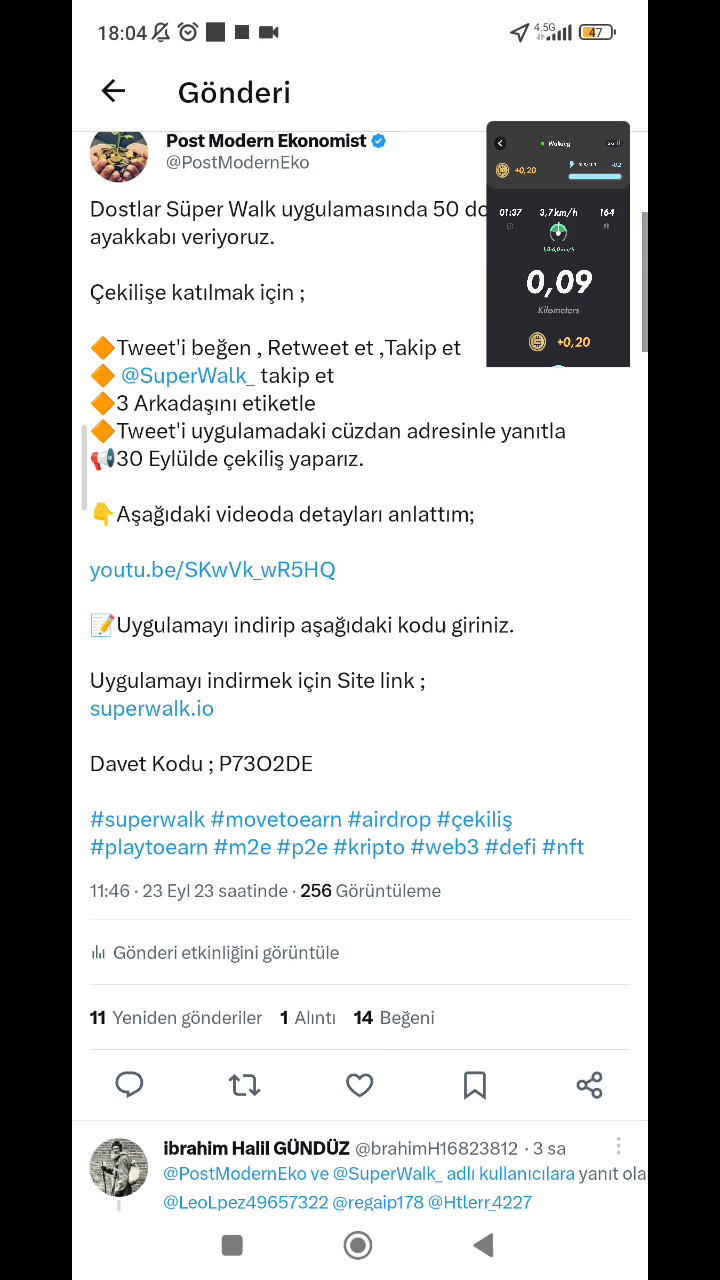 18:04
4.5G
47
Gönderi
Post Modern Ekonomist
@PostModernEko
Dostlar Süper Walk uygulamasında 50 do
ayakkabı veriyoruz.
Çekilişe katılmak için ;
🔶Tweet'i beğen , Retweet et ,Takip et
🔶 @SuperWalk_ takip et
🔶3 Arkadaşını etiketle
🔶Tweet'i uygulamadaki cüzdan adresinle yanıtla
📢30 Eylülde çekiliş yaparız.
👇Aşağıdaki videoda detayları anlattım;
youtu.be/SKwVk_wR5HQ
📝Uygulamayı indirip aşağıdaki kodu giriniz.
Uygulamayı indirmek için Site link ;
superwalk.io
Davet Kodu ; P73O2DE
#superwalk #movetoearn #airdrop #çekiliş
#playtoearn #m2e #p2e #kripto #web3 #defi #nft
11:46 · 23 Eyl 23 saatinde · 256 Görüntüleme
Gönderi etkinliğini görüntüle
11 Yeniden gönderiler 1 Alıntı 14 Beğeni
ibrahim Halil GÜNDÜZ @brahimH16823812 · 3 sa
@PostModernEko ve @SuperWalk_ adlı kullanıcılara yanıt ola
@LeoLpez49657322 @regaip178 @Htlerr_4227
Walking
+0,20
-0,2
01:37 3,7km/h 164
0,09
Kilometers
+0,20